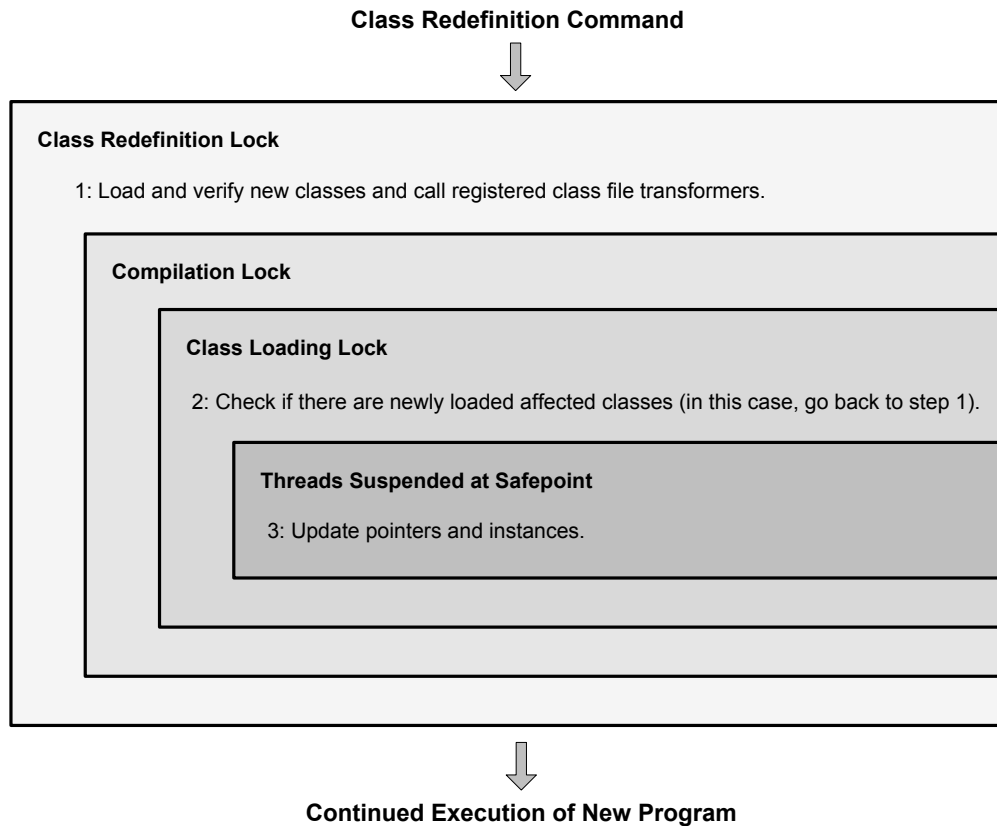 Class Redefinition Command
Class Redefinition Lock
1: Load and verify new classes and call registered class file transformers.
Compilation Lock
Class Loading Lock
2: Check if there are newly loaded affected classes (in this case, go back to step 1).
Threads Suspended at Safepoint
3: Update pointers and instances.
Continued Execution of New Program